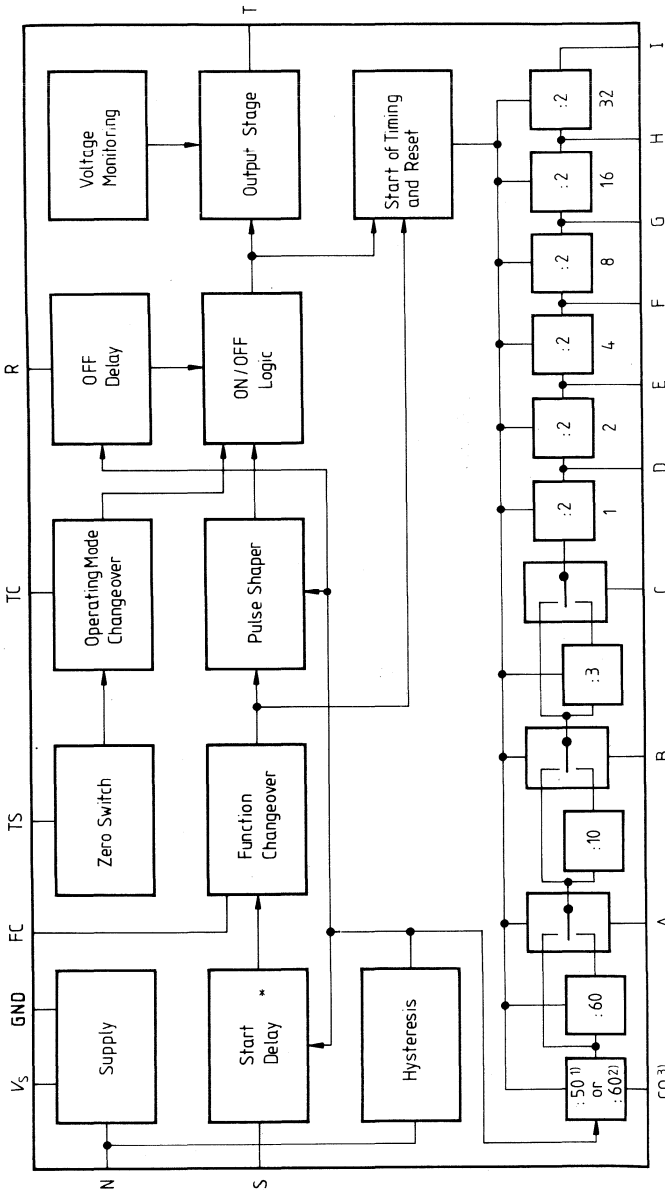 Vs GND FC TS TC R T
N
S
Supply
Zero Switch
Operating Mode
Changeover
OFF
Delay
Voltage
Monitoring
Start
Delay *
Function
Changeover
Pulse Shaper
ON / OFF
Logic
Output Stage
Hysteresis
Start of Timing
and Reset
:50 1)
or
:60 2)
:60
:10
:3
:2
:2
:2
:2
:2
:2
1 2 4 8 16 32
A B C D E F G H I